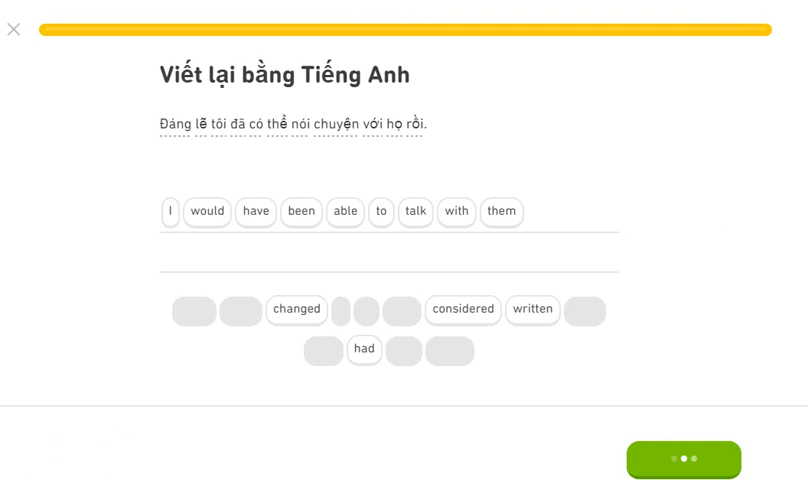 Viết lại bằng Tiếng Anh
Đáng lẽ tôi đã có thể nói chuyện với họ rồi.
I would have been able to talk with them
changed considered written
had